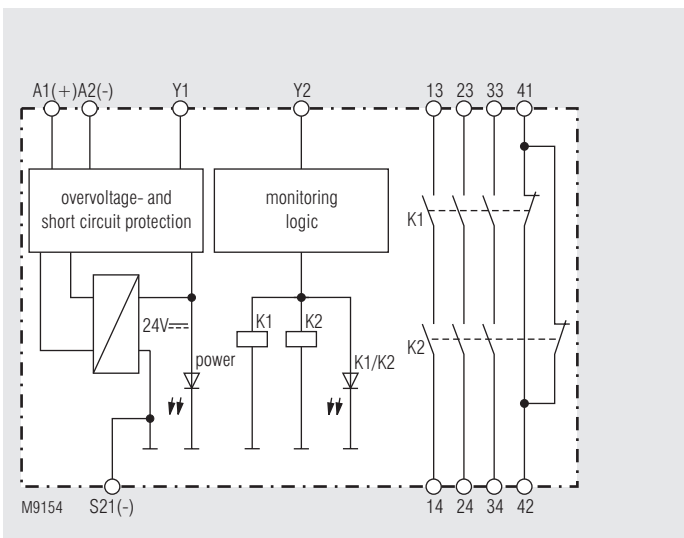 A1(+)A2(-) Y1 Y2 13 23 33 41
overvoltage- and
short circuit protection
monitoring
logic
K1
24V
K1 K2
K2
power
K1/K2
M9154 S21(-) 14 24 34 42